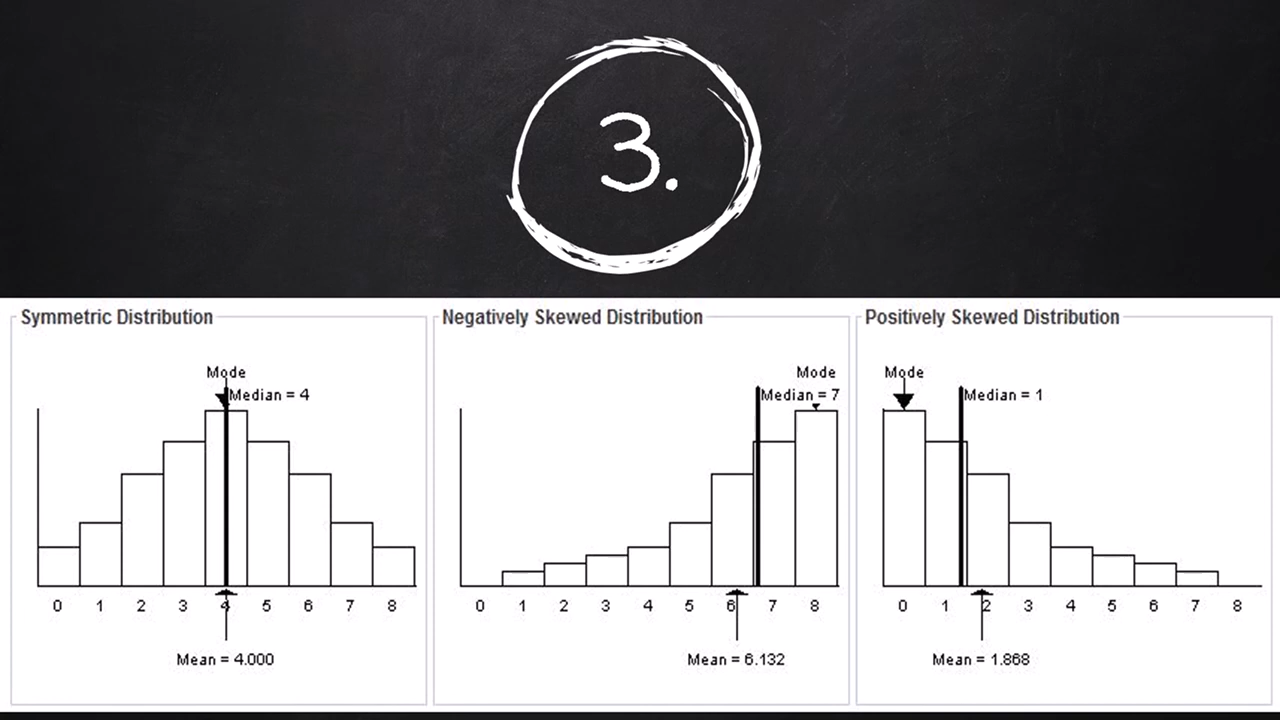 3.
Symmetric Distribution
Mode
Median = 4
0 1 2 3 4 5 6 7 8
Mean = 4.000
Negatively Skewed Distribution
Mode
Median = 7
0 1 2 3 4 5 6 7 8
Mean = 6.132
Positively Skewed Distribution
Mode
Median = 1
0 1 2 3 4 5 6 7 8
Mean = 1.868